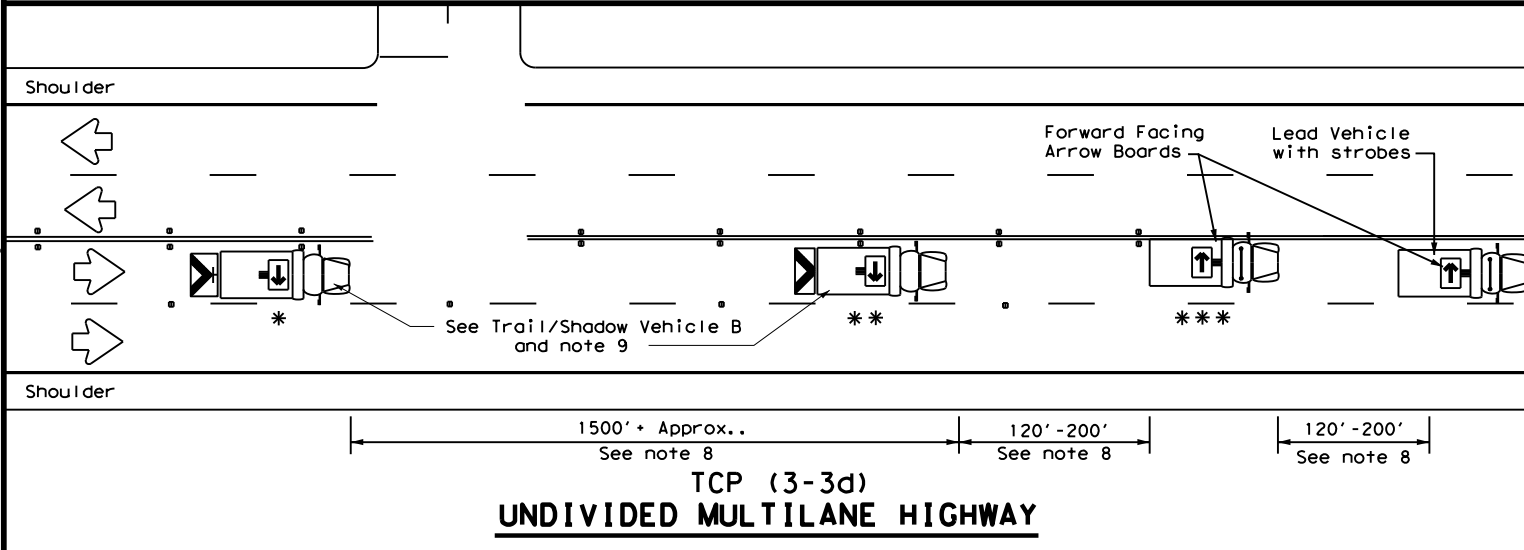 Shoulder
Forward Facing
Arrow Boards
Lead Vehicle
with strobes
*
**
***
See Trail/Shadow Vehicle B
and note 9
Shoulder
1500'+ Approx..
See note 8
120'-200'
See note 8
120'-200'
See note 8
TCP (3-3d)
UNDIVIDED MULTILANE HIGHWAY